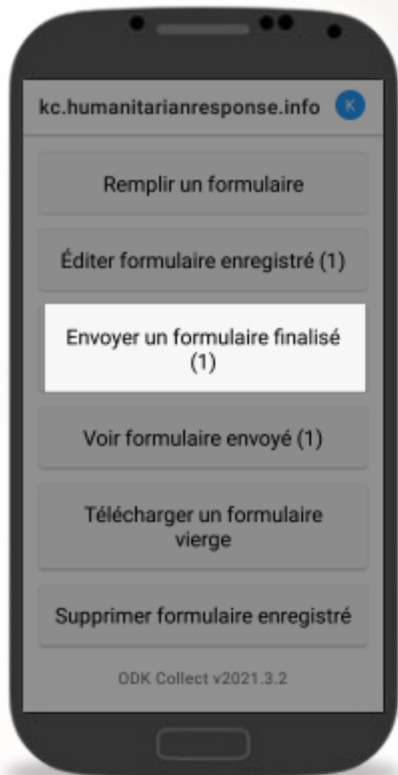 kc.humanitarianresponse.info K
Remplir un formulaire
Éditer formulaire enregistré (1)
Envoyer un formulaire finalisé
(1)
Voir formulaire envoyé (1)
Télécharger un formulaire
vierge
Supprimer formulaire enregistré
ODK Collect v2021.3.2